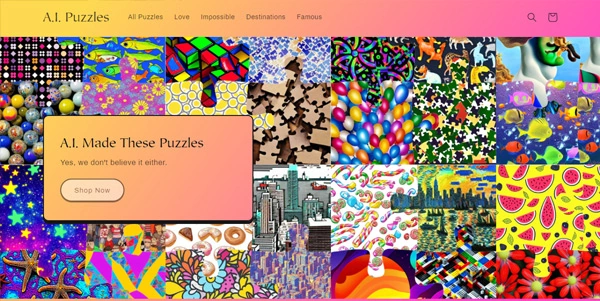 A.I. Puzzles
All Puzzles
Love
Impossible
Destinations
Famous
A.I. Made These Puzzles
Yes, we don't believe it either.
Shop Now